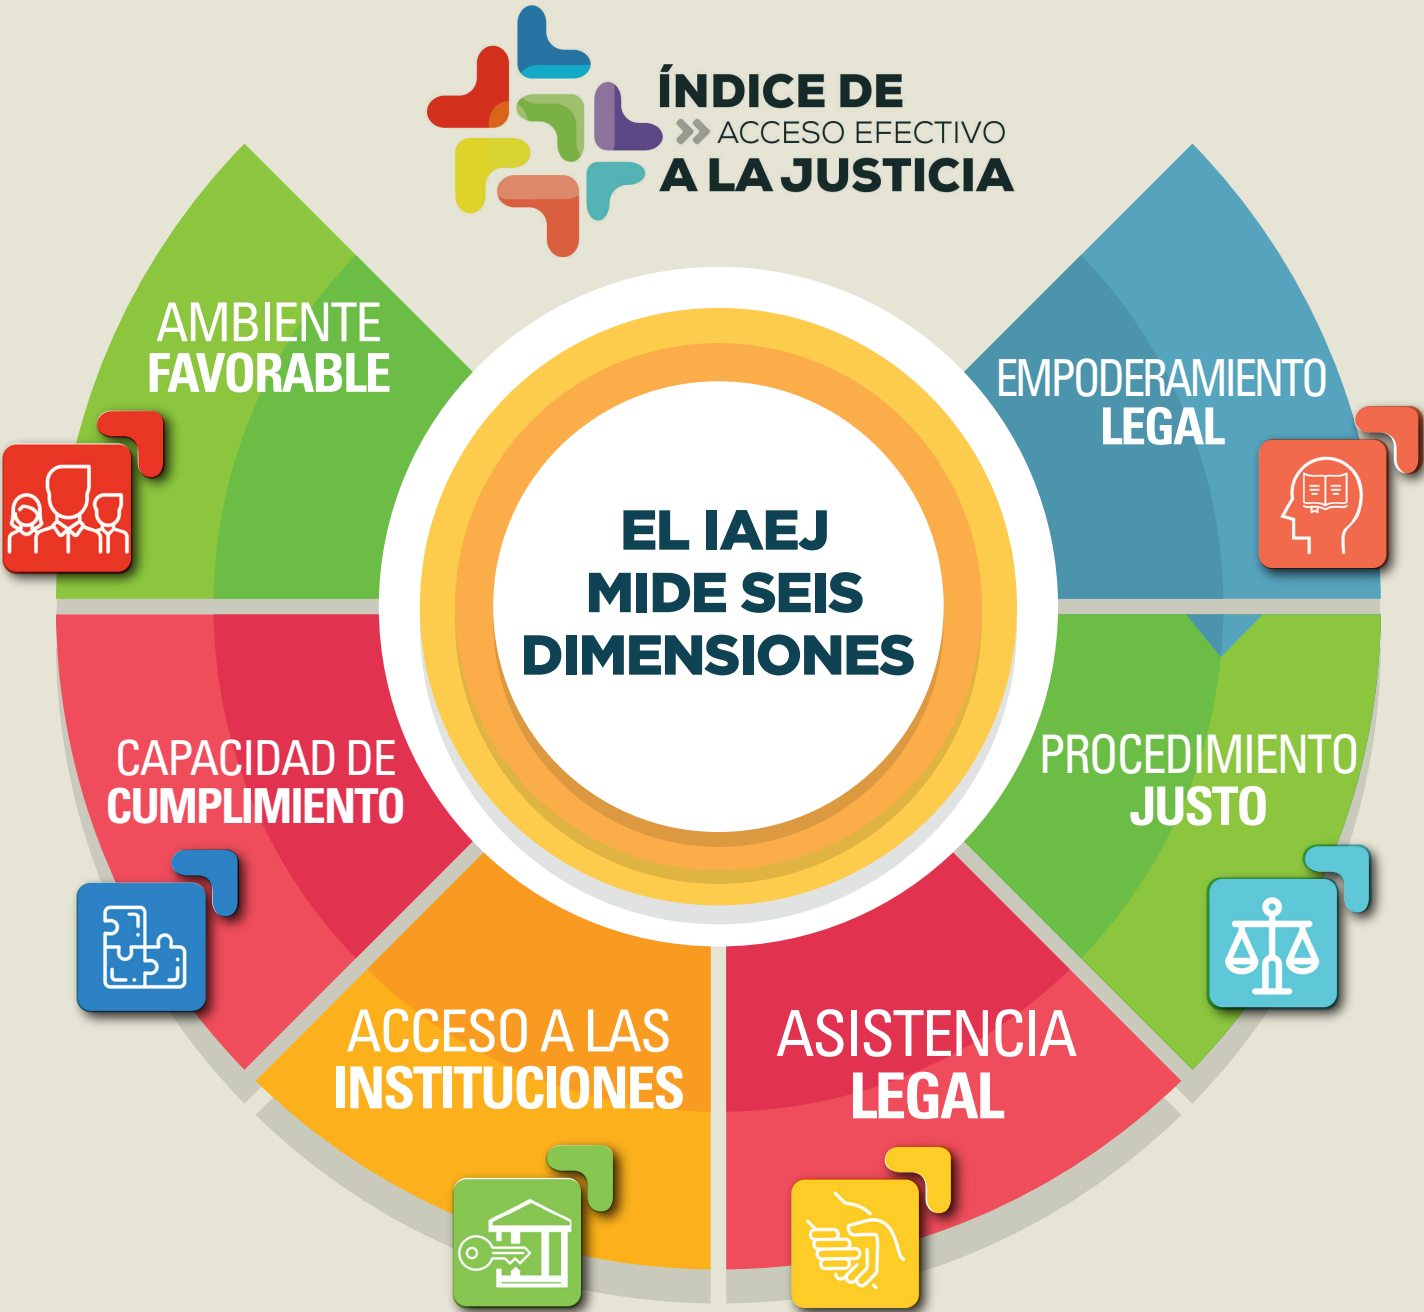 ÍNDICE DE
ACCESO EFECTIVO
A LA JUSTICIA
AMBIENTE
FAVORABLE
EMPODERAMIENTO
LEGAL
EL IAEJ
MIDE SEIS
DIMENSIONES
CAPACIDAD DE
CUMPLIMIENTO
PROCEDIMIENTO
JUSTO
ACCESO A LAS
INSTITUCIONES
ASISTENCIA
LEGAL